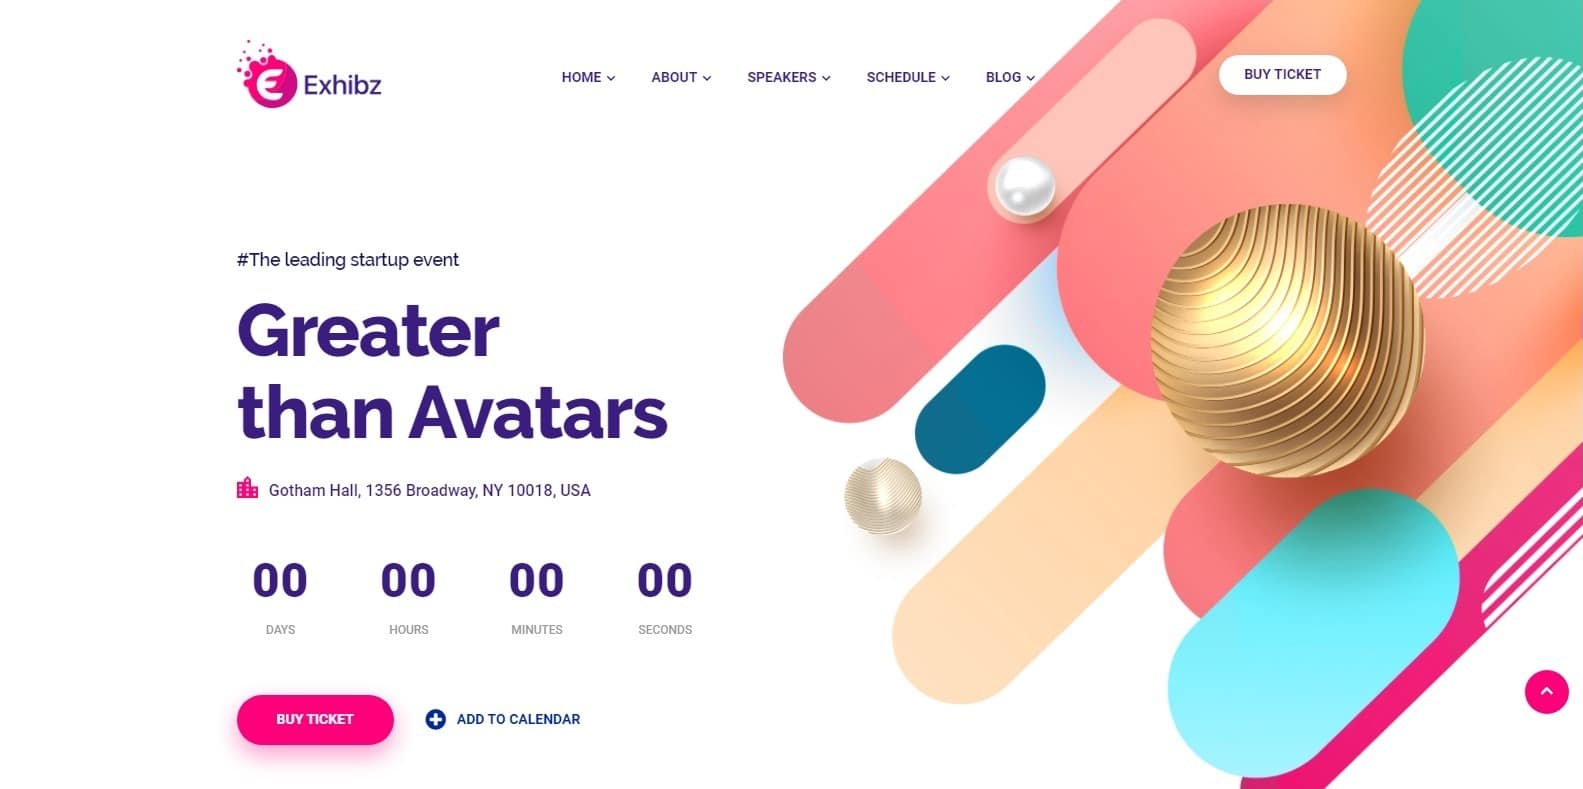 Exhibz
HOME
ABOUT
SPEAKERS
SCHEDULE
BLOG
BUY TICKET
#The leading startup event
Greater
than Avatars
Gotham Hall, 1356 Broadway, NY 10018, USA
00 00 00 00
DAYS HOURS MINUTES SECONDS
BUY TICKET
ADD TO CALENDAR